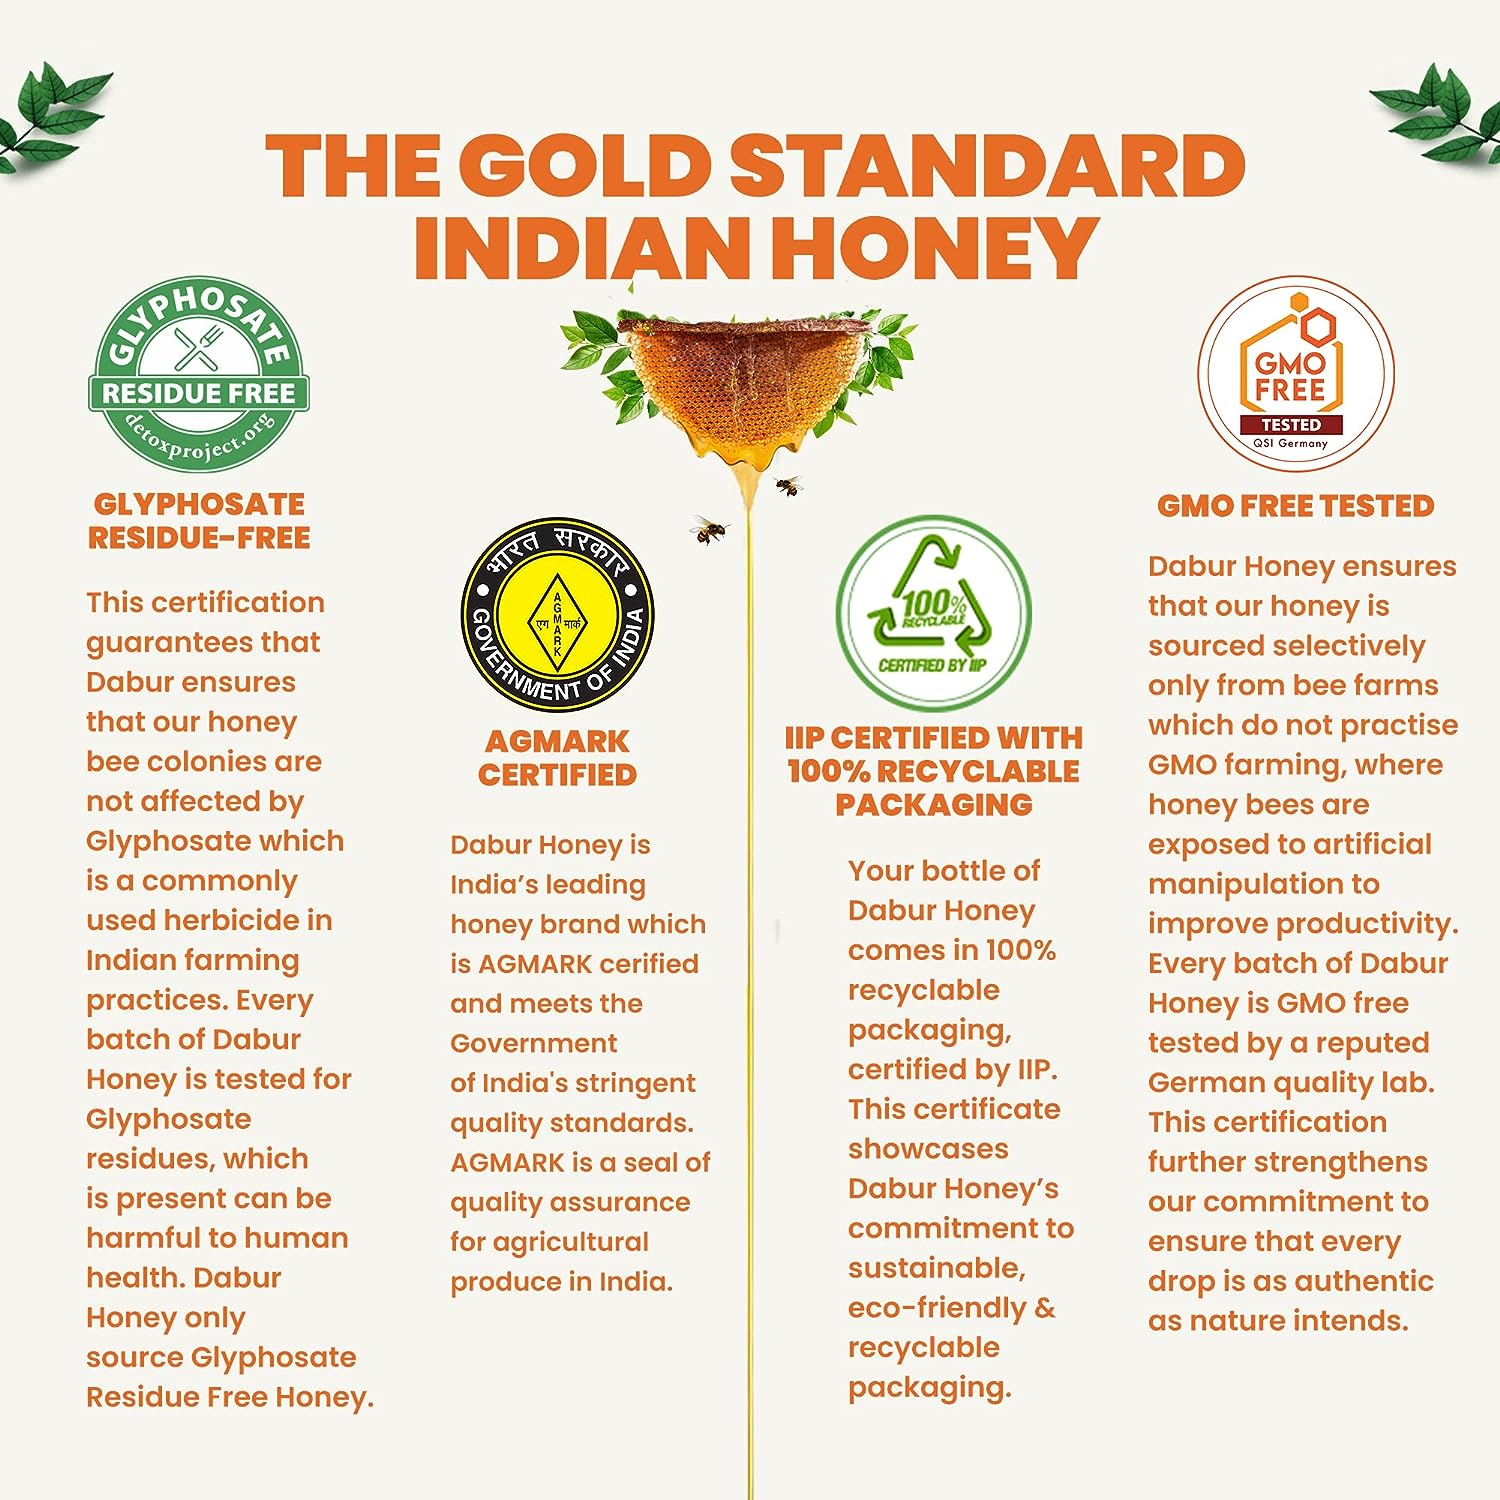 THE GOLD STANDARD
INDIAN HONEY
GLYPHOSATE
RESIDUE FREE
detoxproject.org
GLYPHOSATE
RESIDUE-FREE
This certification
guarantees that
Dabur ensures
that our honey
bee colonies are
not affected by
Glyphosate which
is a commonly
used herbicide in
Indian farming
practices. Every
batch of Dabur
Honey is tested for
Glyphosate
residues, which
is present can be
harmful to human
health. Dabur
Honey only
source Glyphosate
Residue Free Honey.
भारत सरकार
AGMARK
एग मार्क
GOVERNMENT OF INDIA
AGMARK
CERTIFIED
Dabur Honey is
India’s leading
honey brand which
is AGMARK cerified
and meets the
Government
of India's stringent
quality standards.
AGMARK is a seal of
quality assurance
for agricultural
produce in India.
100%
RECYCLABLE
CERTIFIED BY IIP
IIP CERTIFIED WITH
100% RECYCLABLE
PACKAGING
Your bottle of
Dabur Honey
comes in 100%
recyclable
packaging,
certified by IIP.
This certificate
showcases
Dabur Honey’s
commitment to
sustainable,
eco-friendly &
recyclable
packaging.
GMO
FREE
TESTED
QSI Germany
GMO FREE TESTED
Dabur Honey ensures
that our honey is
sourced selectively
only from bee farms
which do not practise
GMO farming, where
honey bees are
exposed to artificial
manipulation to
improve productivity.
Every batch of Dabur
Honey is GMO free
tested by a reputed
German quality lab.
This certification
further strengthens
our commitment to
ensure that every
drop is as authentic
as nature intends.